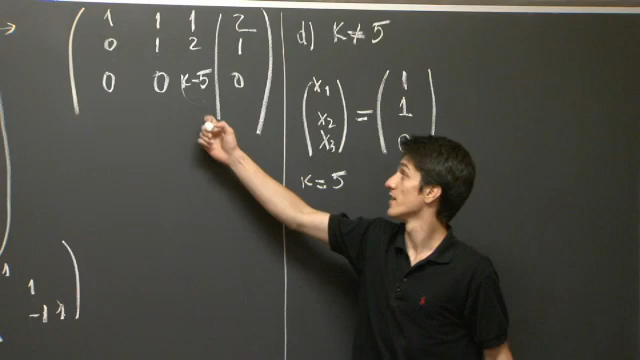 → ( 1 1 1 | 2 )
0 1 2 | 1
0 0 K-5 | 0
d) K ≠ 5
( x1 x2 x3 ) = ( 1 1
K = 5
1
1
-1 1